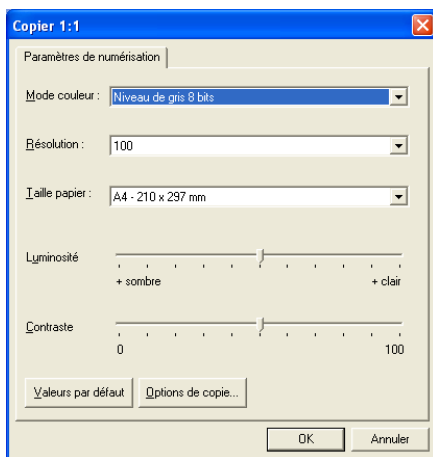 Copier 1:1
Paramètres de numérisation
Mode couleur :
Niveau de gris 8 bits
Résolution :
100
Taille papier :
A4 - 210 x 297 mm
Luminosité
+ sombre
+ clair
Contraste
0
100
Valeurs par défaut
Options de copie...
OK
Annuler